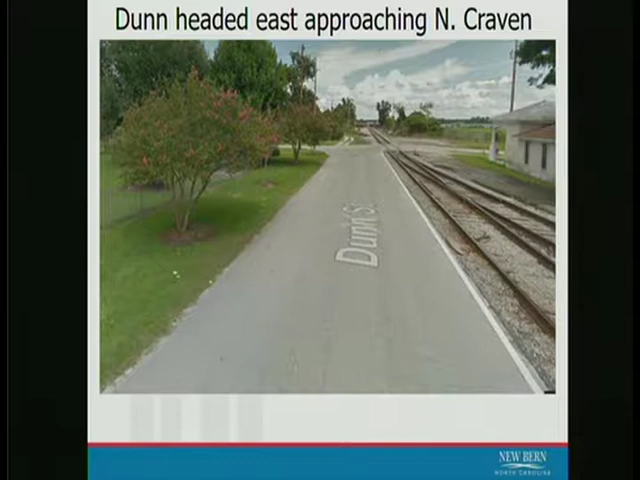 Dunn headed east approaching N. Craven
Dunn St
NEW BERN
NORTH CAROLINA